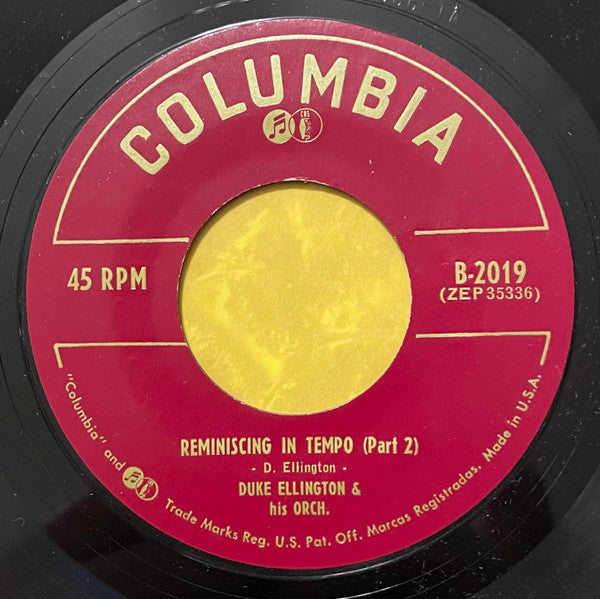 COLUMBIA
45 RPM
B-2019
(ZEP 35336)
REMINISCING IN TEMPO (Part 2)
- D. Ellington -
DUKE ELLINGTON &
his ORCH.
"Columbia" and Trade Marks Reg. U.S. Pat. Off. Marcas Registradas. Made in U.S.A.